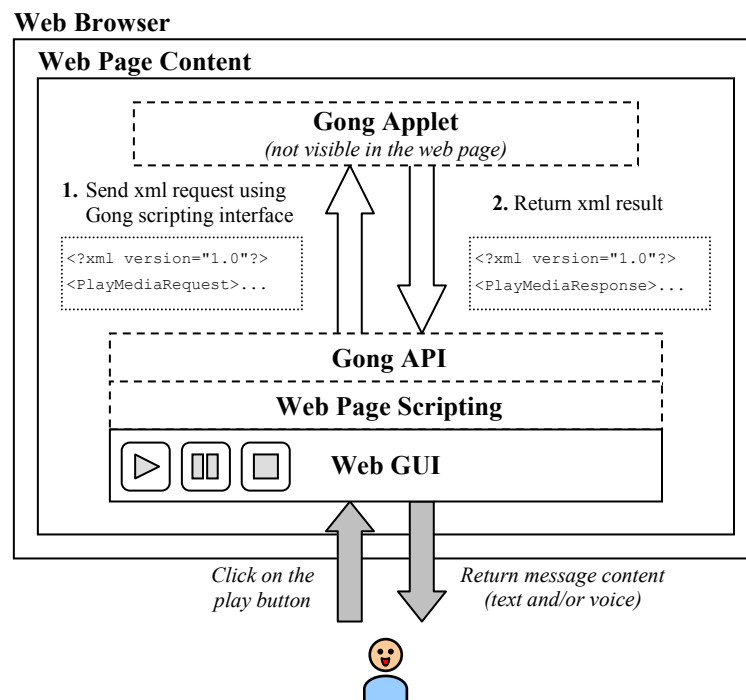 Web Browser
Web Page Content
Gong Applet
(not visible in the web page)
1. Send xml request using
Gong scripting interface
2. Return xml result
<?xml version="1.0"?>
<PlayMediaRequest>...
<?xml version="1.0"?>
<PlayMediaResponse>...
Gong API
Web Page Scripting
Web GUI
Click on the
play button
Return message content
(text and/or voice)